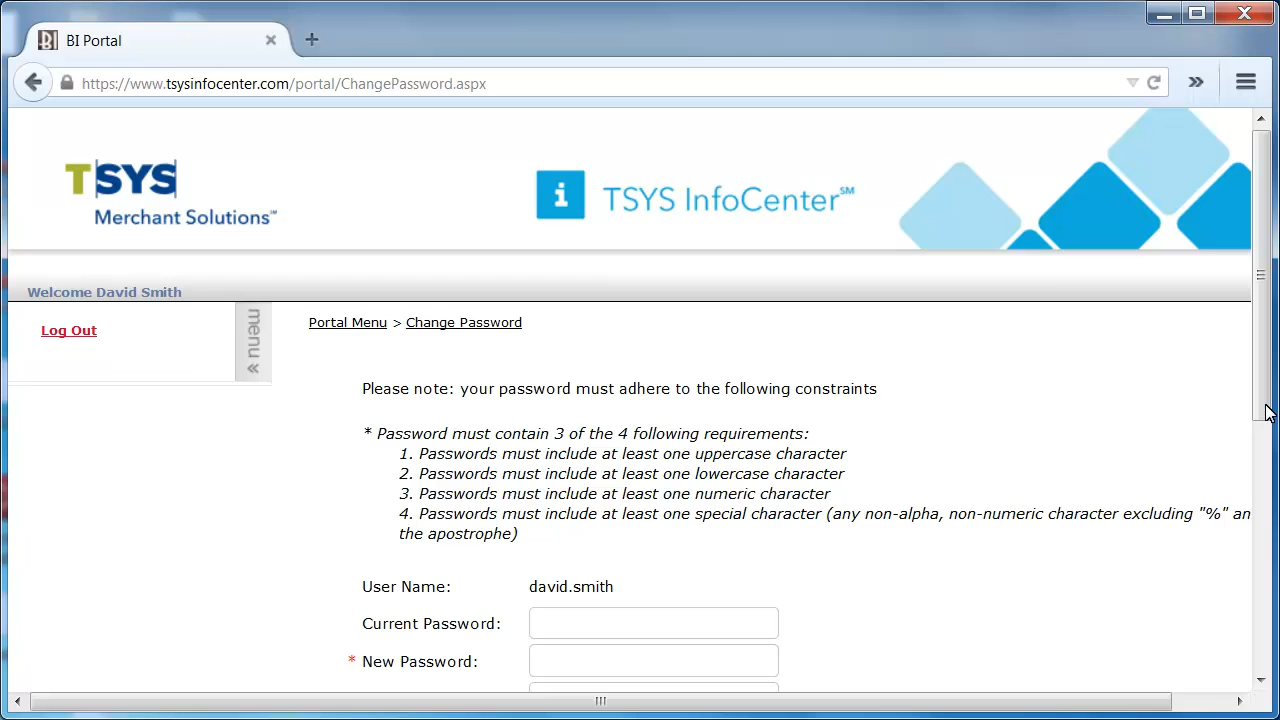 BI Portal
https://www.tsysinfocenter.com/portal/ChangePassword.aspx
TSYS
Merchant Solutions℠
i TSYS InfoCenter℠
Welcome David Smith
Log Out
menu «
Portal Menu > Change Password
Please note: your password must adhere to the following constraints
* Password must contain 3 of the 4 following requirements:
1. Passwords must include at least one uppercase character
2. Passwords must include at least one lowercase character
3. Passwords must include at least one numeric character
4. Passwords must include at least one special character (any non-alpha, non-numeric character excluding "%" an
the apostrophe)
User Name: david.smith
Current Password:
* New Password: